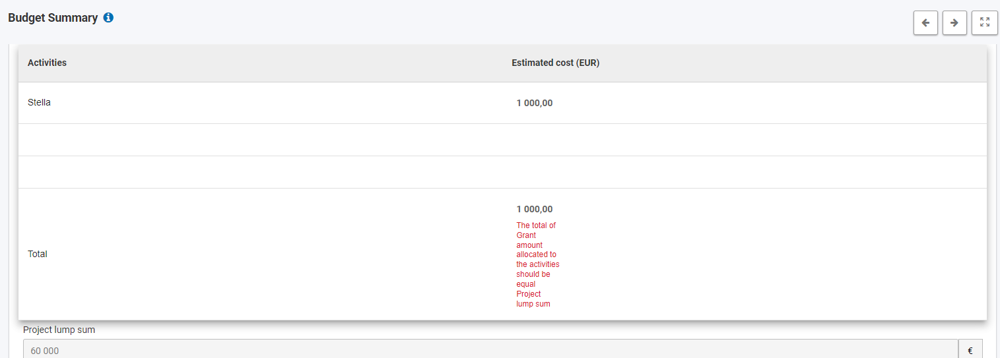 Budget Summary
Activities Estimated cost (EUR)
Stella 1 000,00
1 000,00
The total of
Grant
amount
allocated to
Total the activities
should be
equal
Project
lump sum
Project lump sum
60 000 €